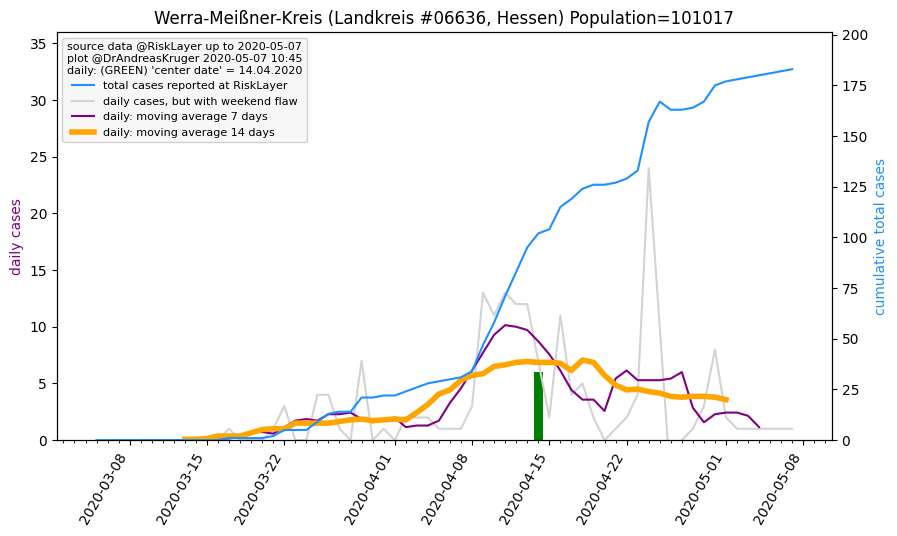 Werra-Meißner-Kreis (Landkreis #06636, Hessen) Population=101017
source data @RiskLayer up to 2020-05-07
plot @DrAndreasKruger 2020-05-07 10:45
daily: (GREEN) 'center date' = 14.04.2020
total cases reported at RiskLayer
daily cases, but with weekend flaw
daily: moving average 7 days
daily: moving average 14 days
daily cases
35
30
25
20
15
10
5
0
cumulative total cases
200
175
150
125
100
75
50
25
0
2020-03-08
2020-03-15
2020-03-22
2020-04-01
2020-04-08
2020-04-15
2020-04-22
2020-05-01
2020-05-08